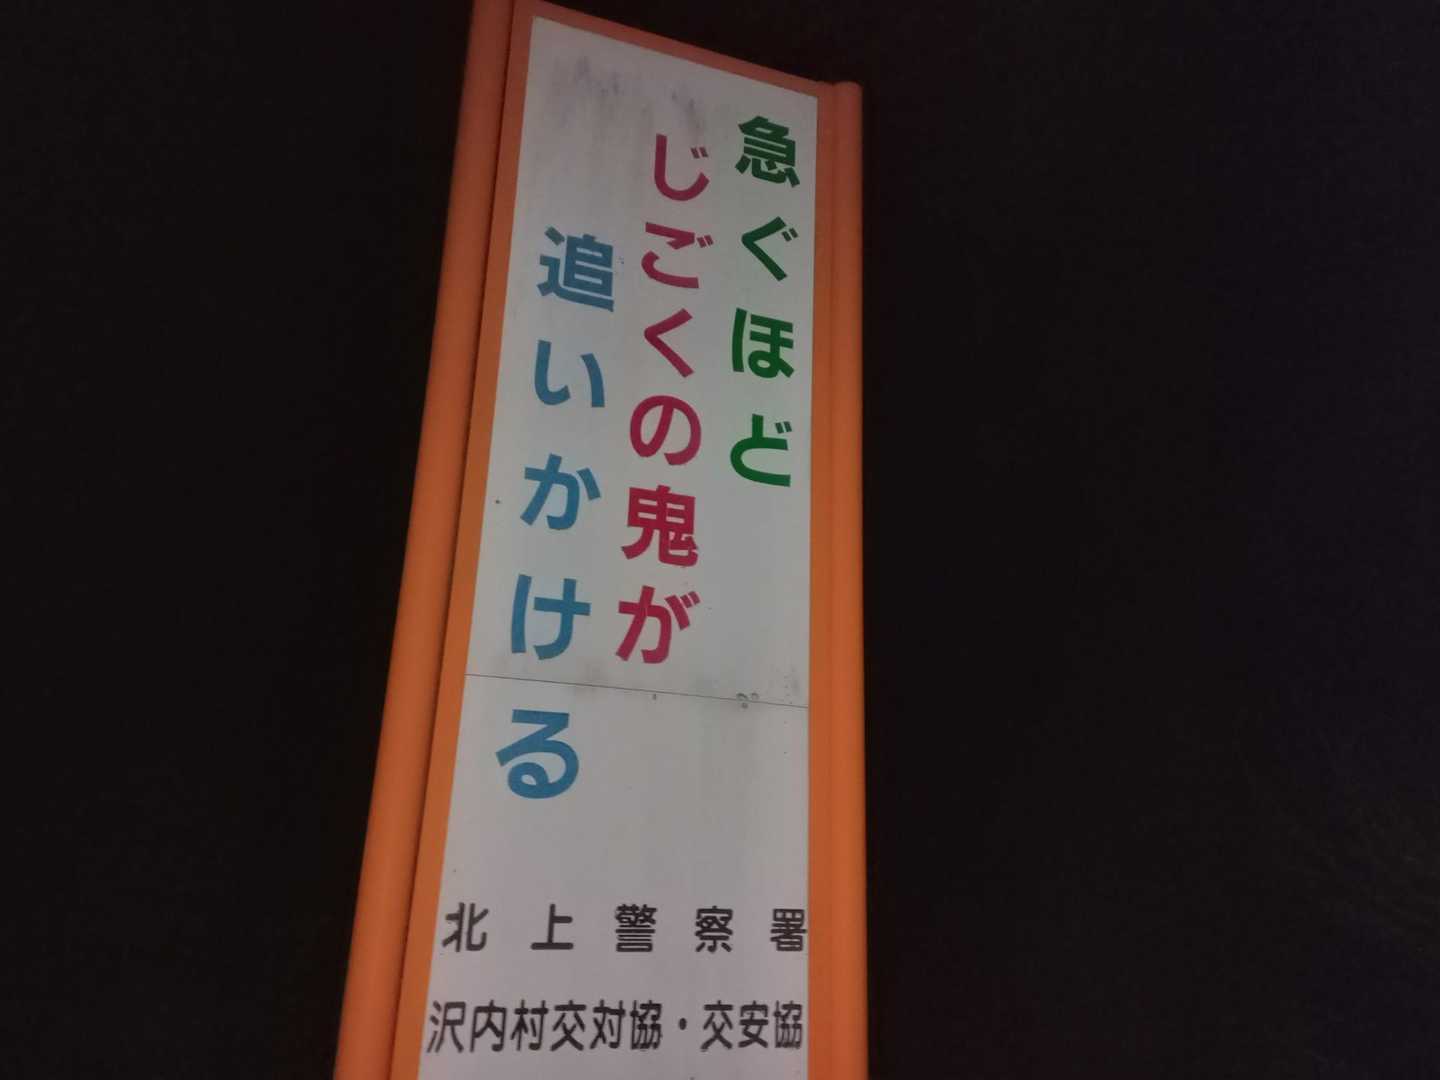 急ぐほど
じごくの鬼が
追いかける
北上警察署
沢内村交対協・交安協